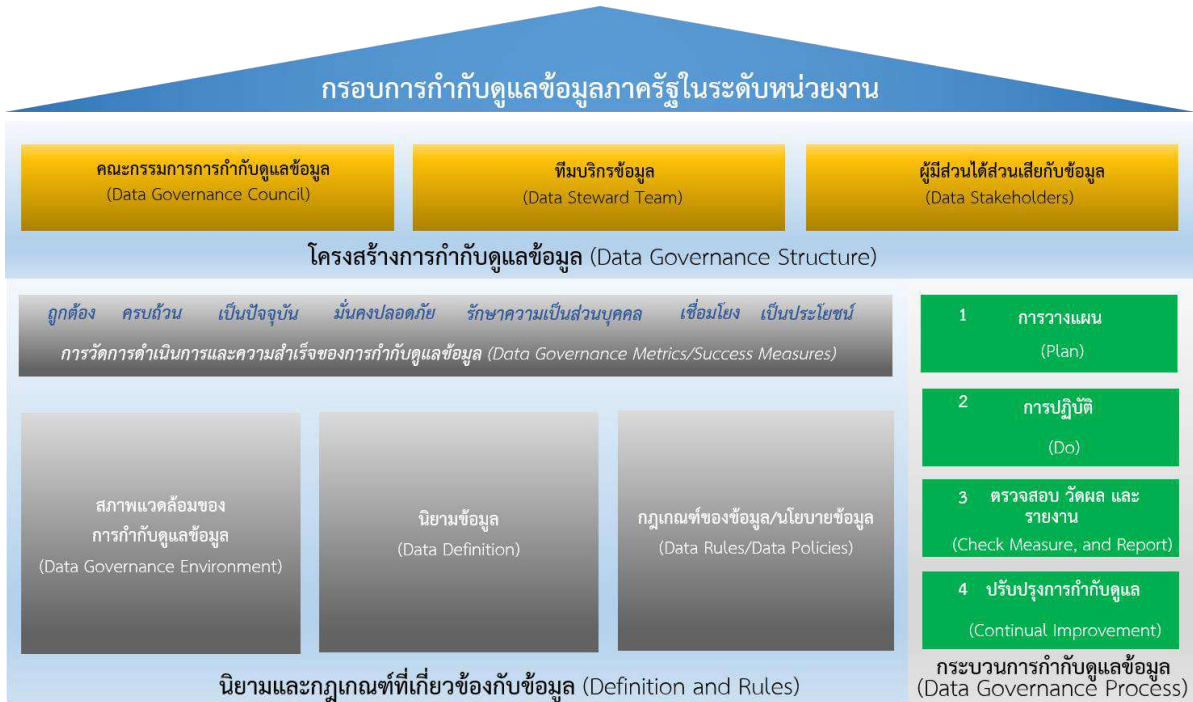 กรอบการกำกับดูแลข้อมูลภาครัฐในระดับหน่วยงาน
คณะกรรมการการกำกับดูแลข้อมูล
(Data Governance Council)
ทีมบริกรข้อมูล
(Data Steward Team)
ผู้มีส่วนได้ส่วนเสียกับข้อมูล
(Data Stakeholders)
โครงสร้างการกำกับดูแลข้อมูล (Data Governance Structure)
ถูกต้อง ครบถ้วน เป็นปัจจุบัน มั่นคงปลอดภัย รักษาความเป็นส่วนบุคคล เชื่อมโยง เป็นประโยชน์
การวัดการดำเนินการและความสำเร็จของการกำกับดูแลข้อมูล (Data Governance Metrics/Success Measures)
สภาพแวดล้อมของ
การกำกับดูแลข้อมูล
(Data Governance Environment)
นิยามข้อมูล
(Data Definition)
กฎเกณฑ์ของข้อมูล/นโยบายข้อมูล
(Data Rules/Data Policies)
นิยามและกฎเกณฑ์ที่เกี่ยวข้องกับข้อมูล (Definition and Rules)
1 การวางแผน
(Plan)
2 การปฏิบัติ
(Do)
3 ตรวจสอบ วัดผล และ
รายงาน
(Check Measure, and Report)
4 ปรับปรุงการกำกับดูแล
(Continual Improvement)
กระบวนการกำกับดูแลข้อมูล
(Data Governance Process)